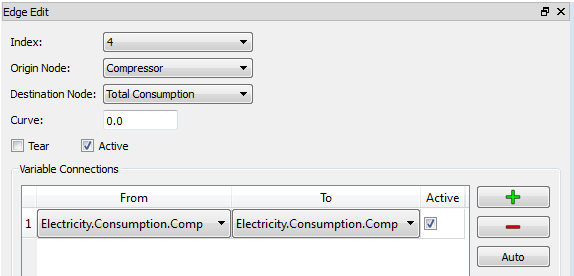 Edge Edit
Index: 4
Origin Node: Compressor
Destination Node: Total Consumption
Curve: 0.0
Tear Active
Variable Connections
From To Active
1 Electricity.Consumption.Comp Electricity.Consumption.Comp
Auto